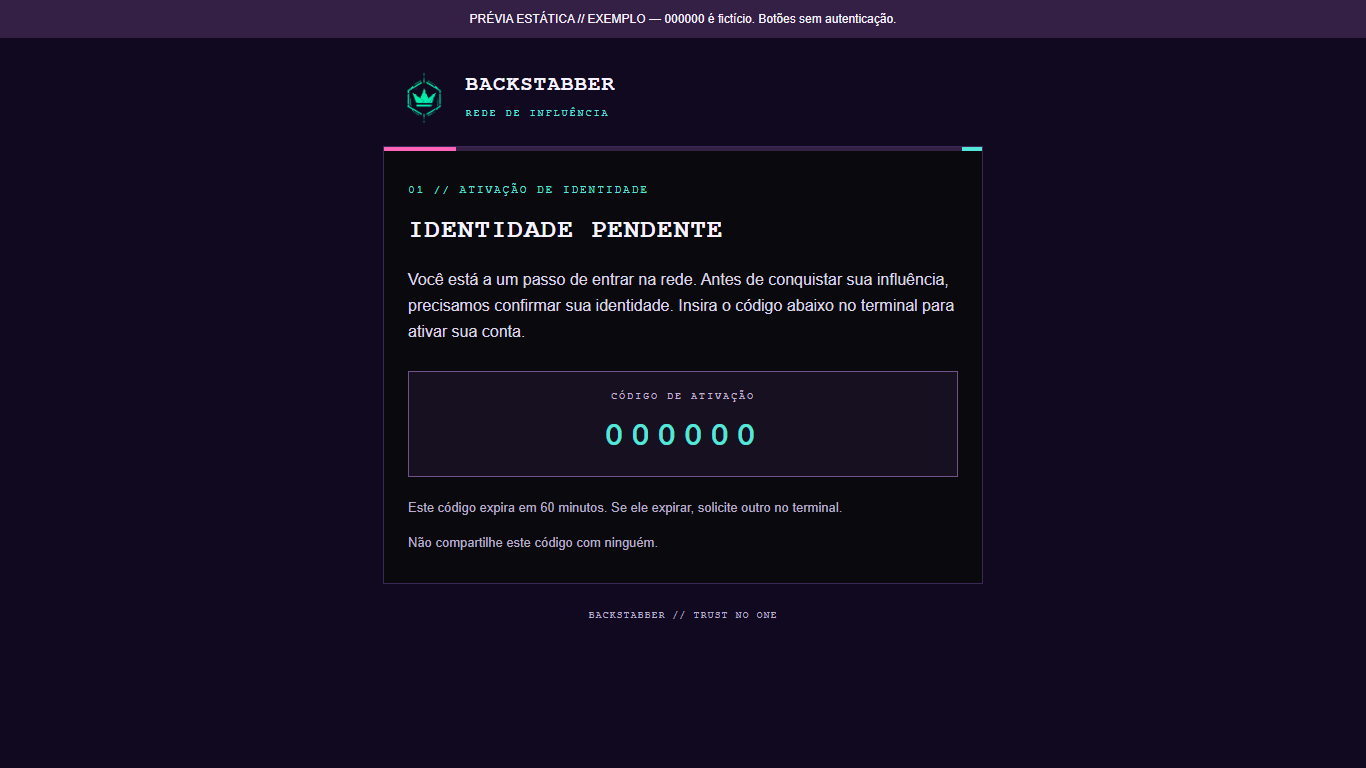 PRÉVIA ESTÁTICA // EXEMPLO — 000000 é fictício. Botões sem autenticação.
BACKSTABBER
REDE DE INFLUÊNCIA
01 // ATIVAÇÃO DE IDENTIDADE
IDENTIDADE PENDENTE
Você está a um passo de entrar na rede. Antes de conquistar sua influência,
precisamos confirmar sua identidade. Insira o código abaixo no terminal para
ativar sua conta.
CÓDIGO DE ATIVAÇÃO
000000
Este código expira em 60 minutos. Se ele expirar, solicite outro no terminal.
Não compartilhe este código com ninguém.
BACKSTABBER // TRUST NO ONE